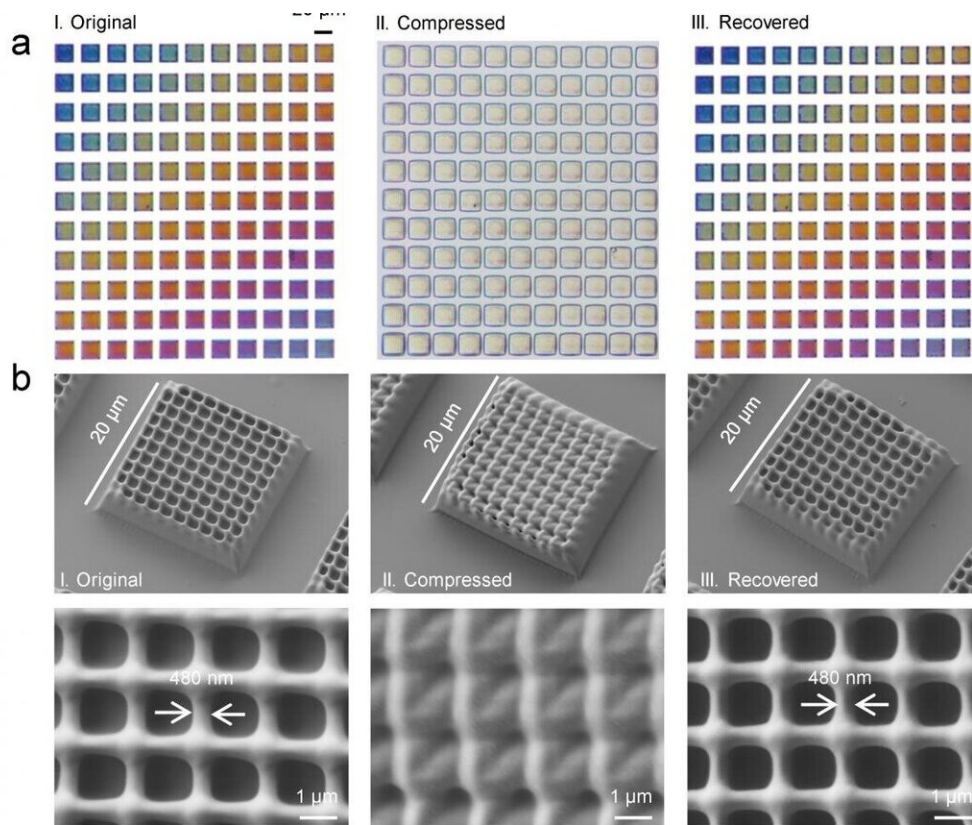 I. Original
II. Compressed
III. Recovered
a
b
20 μm
I. Original
20 μm
II. Compressed
20 μm
III. Recovered
480 nm
1 μm
1 μm
480 nm
1 μm